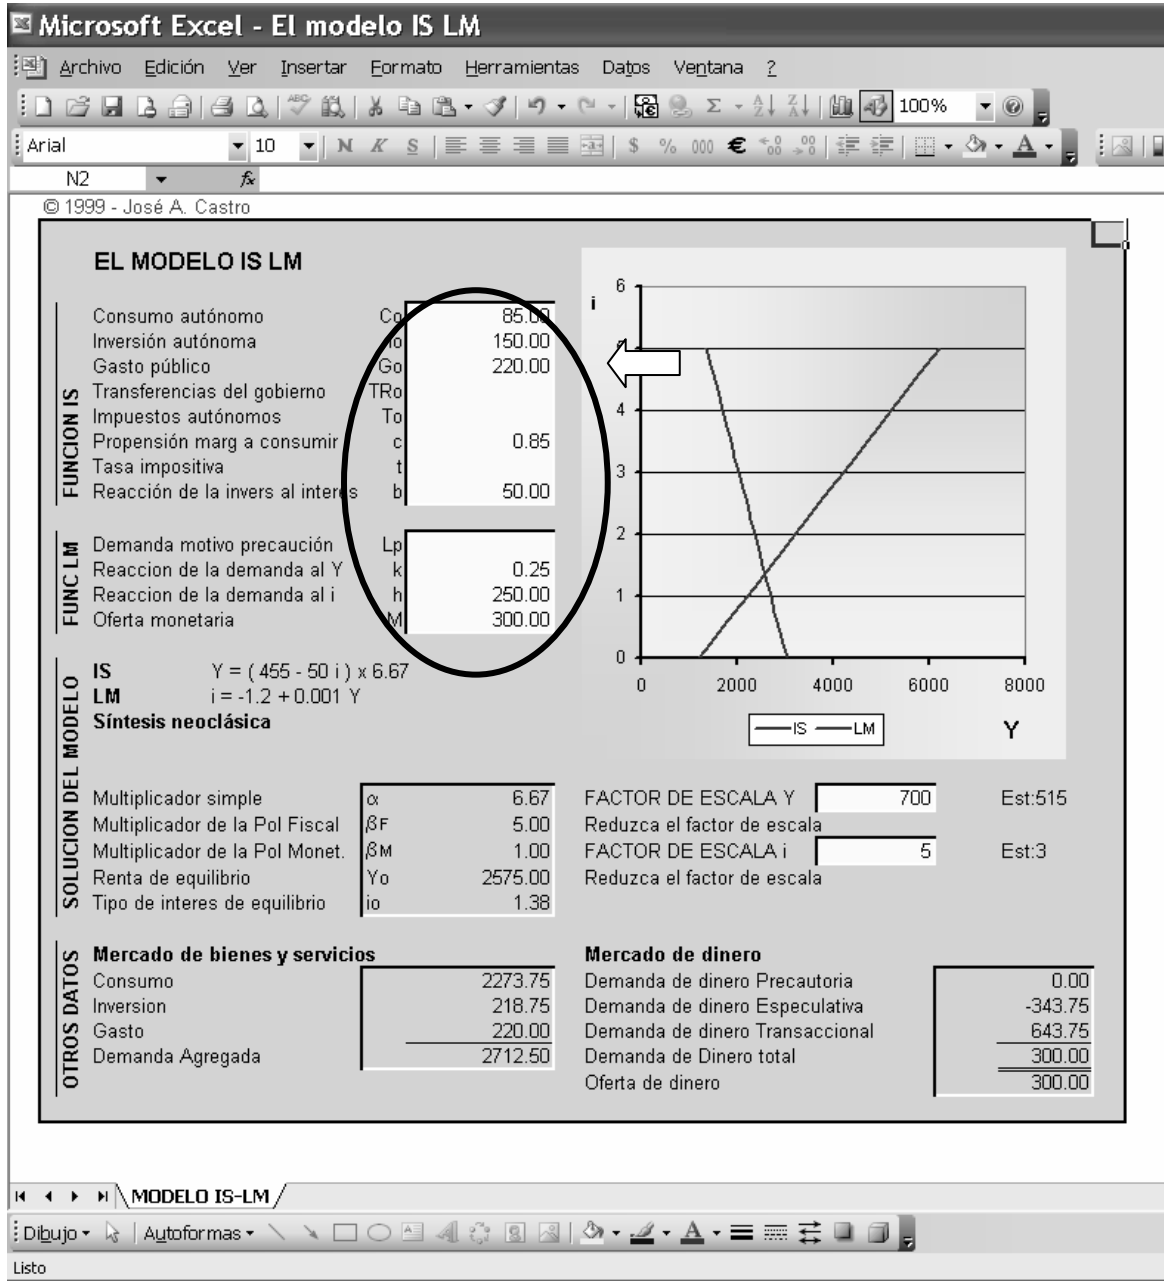 Microsoft Excel - El modelo IS LM
Archivo Edición Ver Insertar Formato Herramientas Datos Ventana ?
100%
Arial 10 N K S $ % 000 €
N2 fx
© 1999 - José A. Castro
EL MODELO IS LM
FUNCION IS
Consumo autónomo Co 85.00
Inversión autónoma 150.00
Gasto público Go 220.00
Transferencias del gobierno TRo
Impuestos autónomos To
Propensión marg a consumir c 0.85
Tasa impositiva t
Reacción de la invers al interés b 50.00
FUNC LM
Demanda motivo precaución Lp
Reaccion de la demanda al Y k 0.25
Reaccion de la demanda al i h 250.00
Oferta monetaria M 300.00
i
6
4
3
2
1
0
0 2000 4000 6000 8000
IS LM
Y
SOLUCION DEL MODELO
IS Y = ( 455 - 50 i ) x 6.67
LM i = -1.2 + 0.001 Y
Síntesis neoclásica
Multiplicador simple α 6.67
Multiplicador de la Pol Fiscal βF 5.00
Multiplicador de la Pol Monet. βM 1.00
Renta de equilibrio Yo 2575.00
Tipo de interes de equilibrio io 1.38
FACTOR DE ESCALA Y 700 Est:515
Reduzca el factor de escala
FACTOR DE ESCALA i 5 Est:3
Reduzca el factor de escala
OTROS DATOS
Mercado de bienes y servicios
Consumo 2273.75
Inversion 218.75
Gasto 220.00
Demanda Agregada 2712.50
Mercado de dinero
Demanda de dinero Precautoria 0.00
Demanda de dinero Especulativa -343.75
Demanda de dinero Transaccional 643.75
Demanda de Dinero total 300.00
Oferta de dinero 300.00
MODELO IS-LM
Dibujo Autoformas
Listo